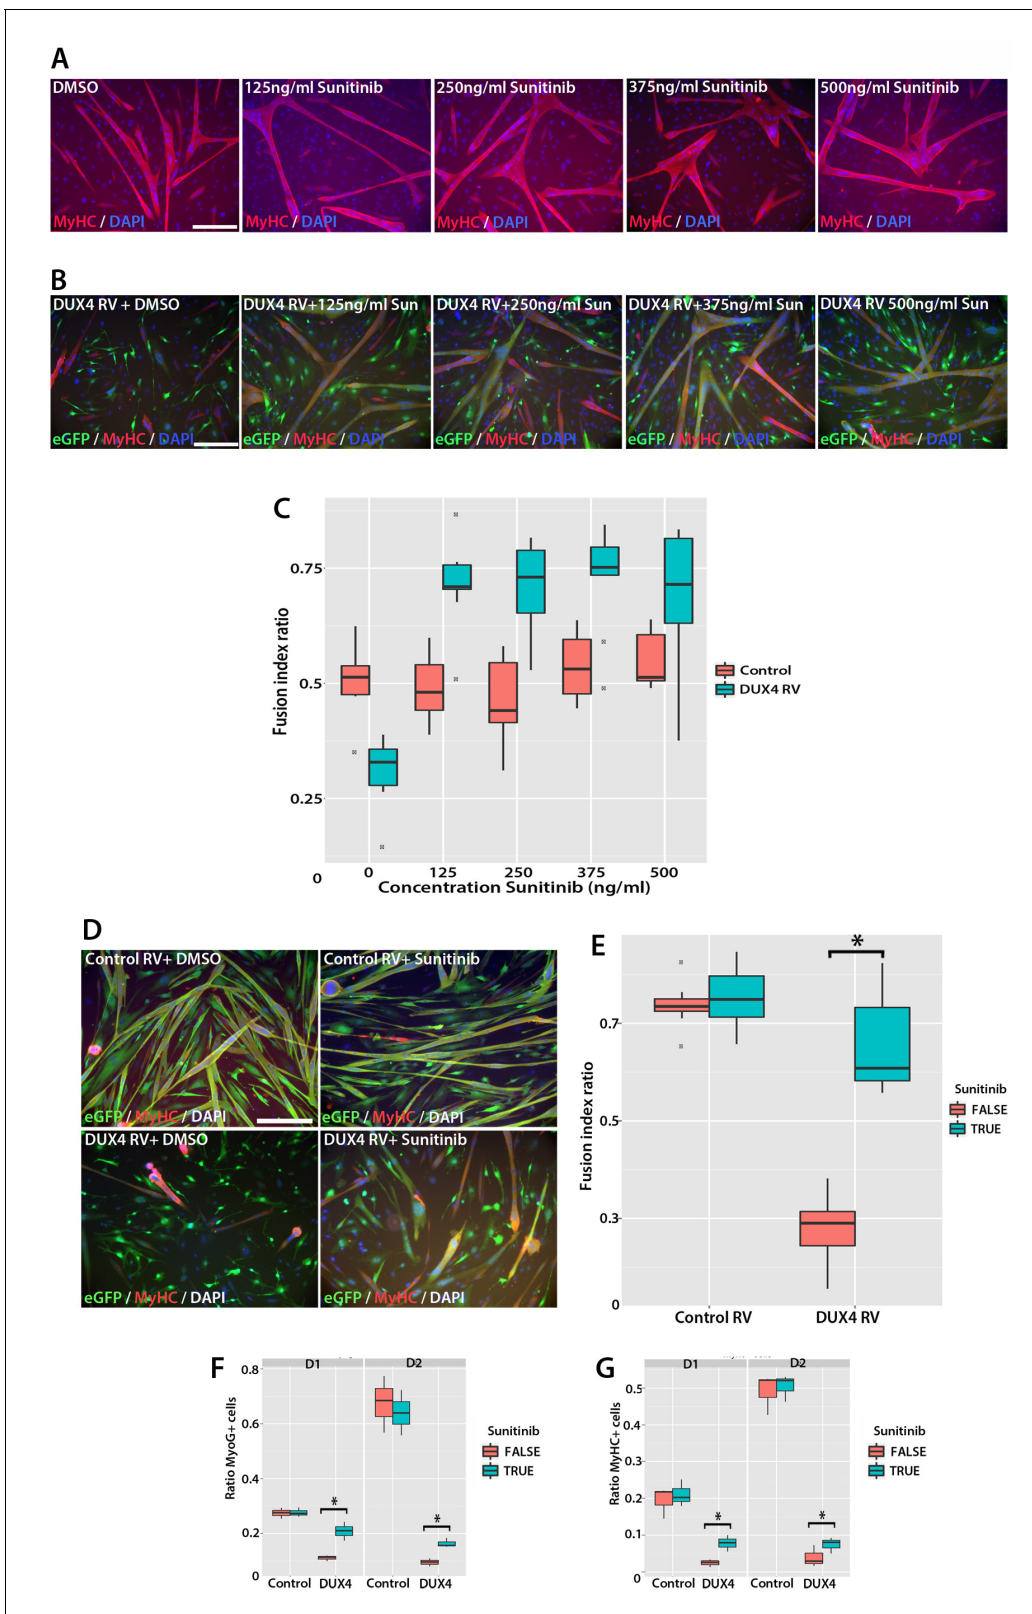 A
DMSO
125ng/ml Sunitinib
250ng/ml Sunitinib
375ng/ml Sunitinib
500ng/ml Sunitinib
MyHC / DAPI
MyHC / DAPI
MyHC / DAPI
MyHC / DAPI
MyHC / DAPI
B
DUX4 RV + DMSO
DUX4 RV+125ng/ml Sun
DUX4 RV+250ng/ml Sun
DUX4 RV+375ng/ml Sun
DUX4 RV 500ng/ml Sun
eGFP / MyHC / DAPI
eGFP / MyHC / DAPI
eGFP / MyHC / DAPI
eGFP / MyHC / DAPI
eGFP / MyHC / DAPI
C
Fusion index ratio
0.75
0.5
0.25
0
0 125 250 375 500
Concentration Sunitinib (ng/ml)
Control
DUX4 RV
D
Control RV+ DMSO
Control RV+ Sunitinib
eGFP / MyHC / DAPI
eGFP / MyHC / DAPI
DUX4 RV+ DMSO
DUX4 RV+ Sunitinib
eGFP / MyHC / DAPI
eGFP / MyHC / DAPI
E
*
Fusion index ratio
0.7
0.5
0.3
0
Control RV DUX4 RV
Sunitinib
FALSE
TRUE
F
D1 D2
Ratio MyoG+ cells
0.8
0.6
0.4
0.2
0
*
*
Control DUX4 Control DUX4
Sunitinib
FALSE
TRUE
G
D1 D2
Ratio MyHC+ cells
0.5
0.4
0.3
0.2
0.1
0
*
*
Control DUX4 Control DUX4
Sunitinib
FALSE
TRUE